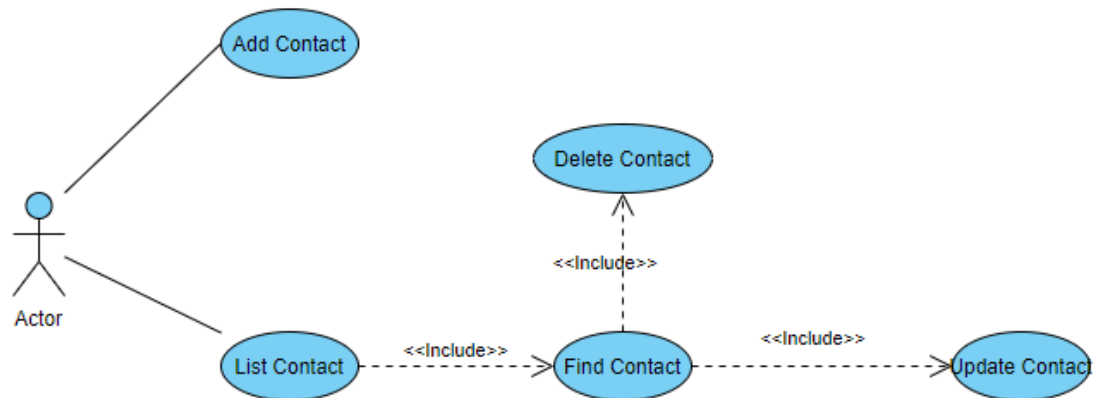 Add Contact
Delete Contact
<<Include>>
Actor
List Contact
<<Include>>
Find Contact
<<Include>>
Update Contact